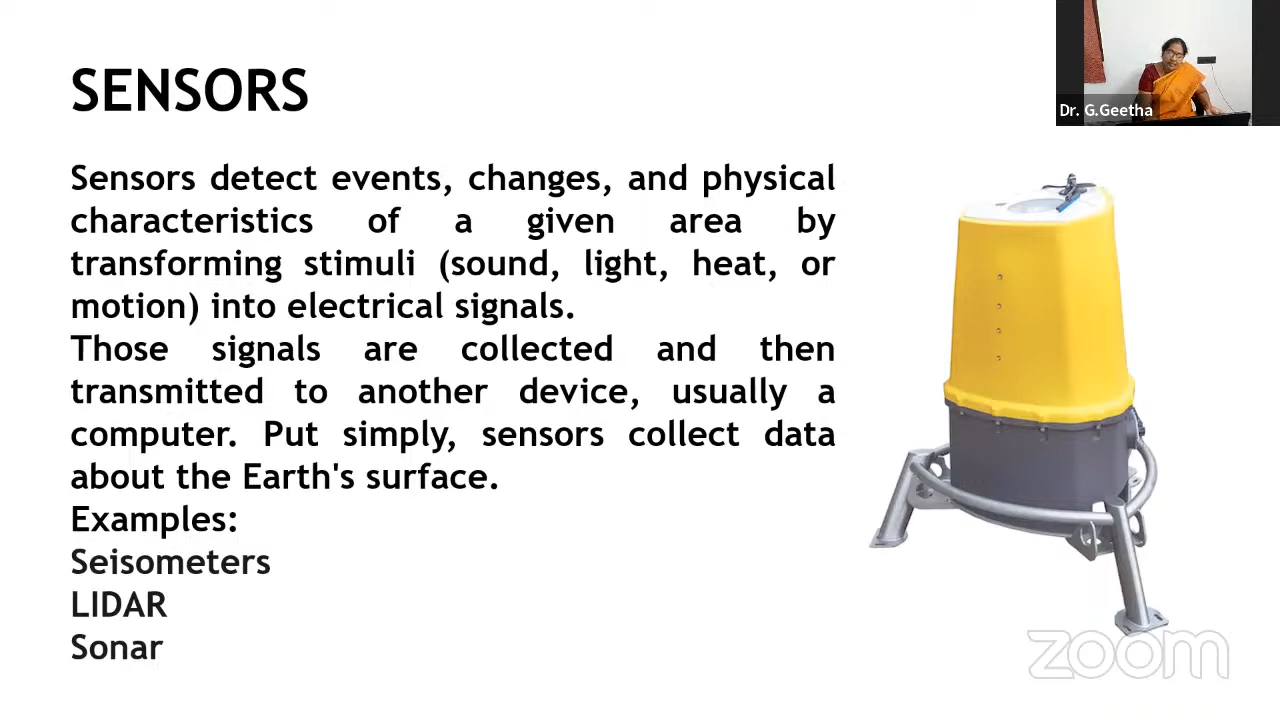 SENSORS
Dr. G.Geetha
Sensors detect events, changes, and physical
characteristics of a given area by
transforming stimuli (sound, light, heat, or
motion) into electrical signals.
Those signals are collected and then
transmitted to another device, usually a
computer. Put simply, sensors collect data
about the Earth's surface.
Examples:
Seisometers
LIDAR
Sonar
zoom